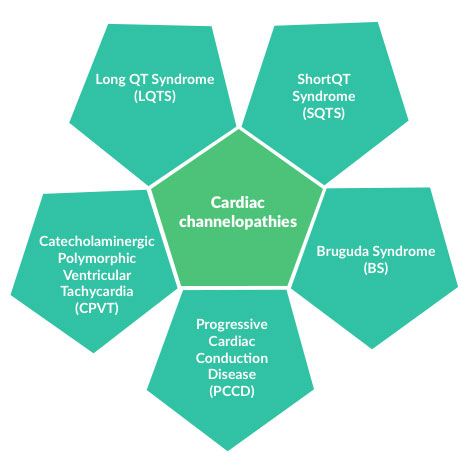 Long QT Syndrome
(LQTS)
ShortQT
Syndrome
(SQTS)
Cardiac
channelopathies
Catecholaminergic
Polymorphic
Ventricular
Tachycardia
(CPVT)
Bruguda Syndrome
(BS)
Progressive
Cardiac
Conduction
Disease
(PCCD)